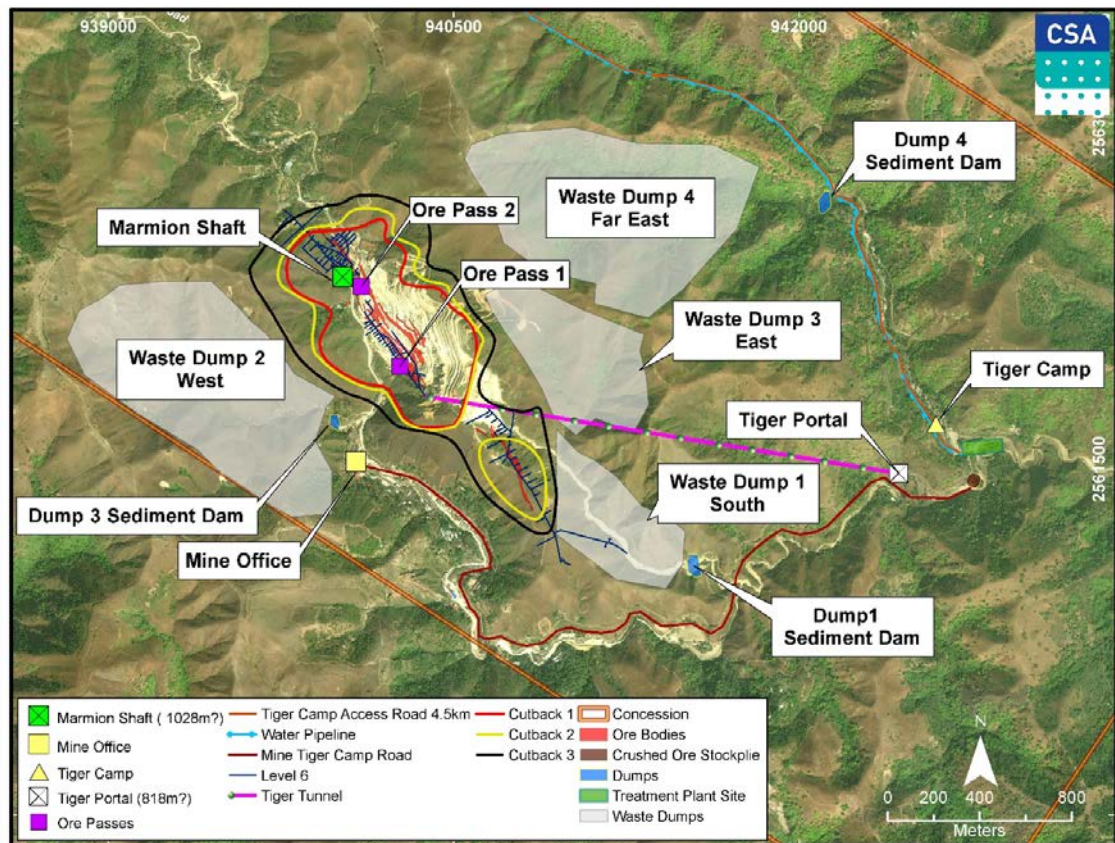 939000
940500
942000
CSA
25630
2561500
Dump 4
Sediment Dam
Waste Dump 4
Far East
Ore Pass 2
Marmion Shaft
Ore Pass 1
Waste Dump 3
East
Waste Dump 2
West
Tiger Camp
Tiger Portal
Waste Dump 1
South
Dump 3 Sediment Dam
Mine Office
Dump1
Sediment Dam
Marmion Shaft ( 1028m?)
Mine Office
Tiger Camp
Tiger Portal (818m?)
Ore Passes
Tiger Camp Access Road 4.5km
Water Pipeline
Mine Tiger Camp Road
Level 6
Tiger Tunnel
Cutback 1
Cutback 2
Cutback 3
Concession
Ore Bodies
Crushed Ore Stockplie
Dumps
Treatment Plant Site
Waste Dumps
N
0 200 400 800
Meters